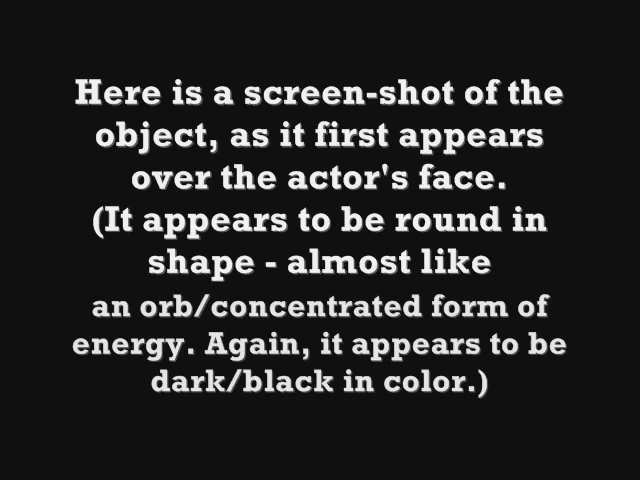 Here is a screen-shot of the
object, as it first appears
over the actor's face.
(It appears to be round in
shape - almost like
an orb/concentrated form of
energy. Again, it appears to be
dark/black in color.)